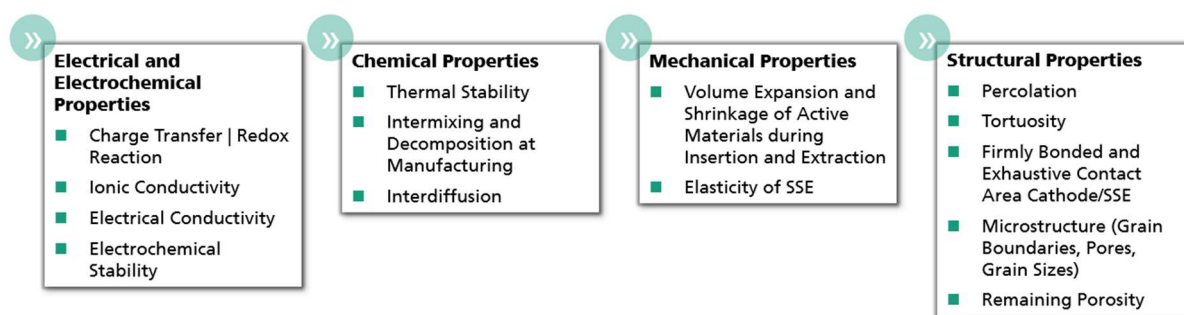 Electrical and
Electrochemical
Properties
Charge Transfer | Redox
Reaction
Ionic Conductivity
Electrical Conductivity
Electrochemical
Stability
Chemical Properties
Thermal Stability
Intermixing and
Decomposition at
Manufacturing
Interdiffusion
Mechanical Properties
Volume Expansion and
Shrinkage of Active
Materials during
Insertion and Extraction
Elasticity of SSE
Structural Properties
Percolation
Tortuosity
Firmly Bonded and
Exhaustive Contact
Area Cathode/SSE
Microstructure (Grain
Boundaries, Pores,
Grain Sizes)
Remaining Porosity